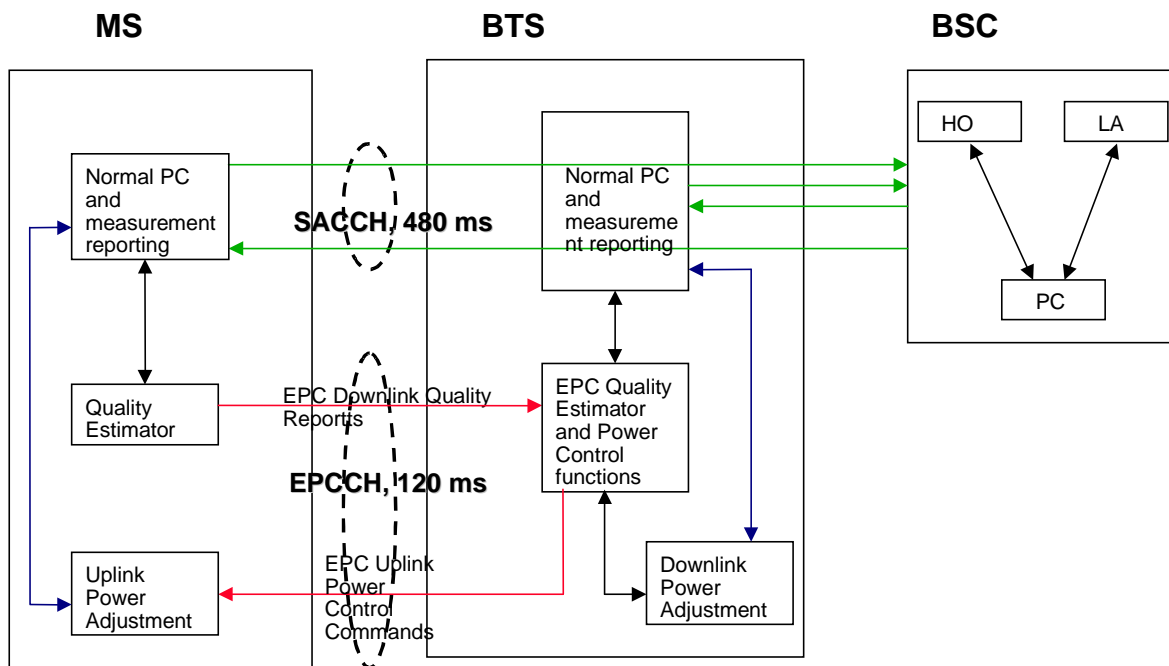 MS
BTS
BSC
HO
LA
Normal PC
and
measurement
reporting
Normal PC
and
measureme
nt reporting
SACCH, 480 ms
PC
Quality
Estimator
EPC Downlink Quality
Reportts
EPC Quality
Estimator
and Power
Control
functions
EPCCH, 120 ms
Uplink
Power
Adjustment
EPC Uplink
Power
Control
Commands
Downlink
Power
Adjustment